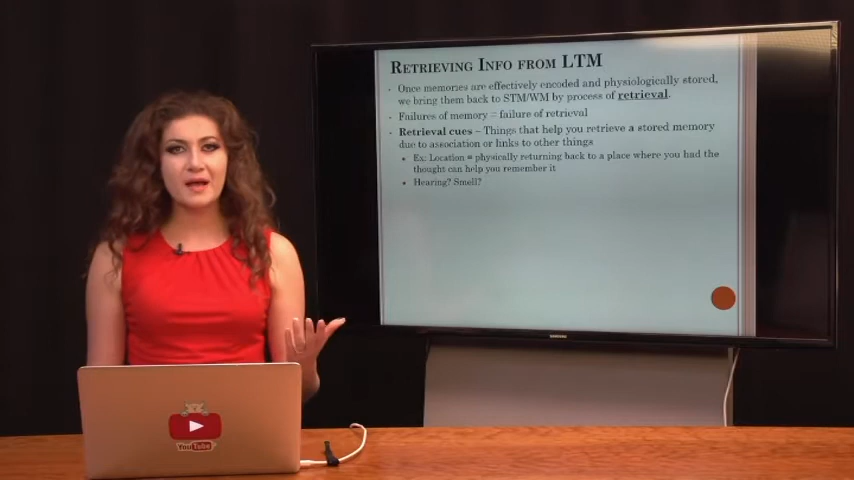 RETRIEVING INFO FROM LTM
Once memories are effectively encoded and physiologically stored,
we bring them back to STM/WM by process of retrieval.
Failures of memory = failure of retrieval
Retrieval cues – Things that help you retrieve a stored memory
due to association or links to other things
Ex: Location = physically returning back to a place where you had the
thought can help you remember it
Hearing? Smell?
YouTube